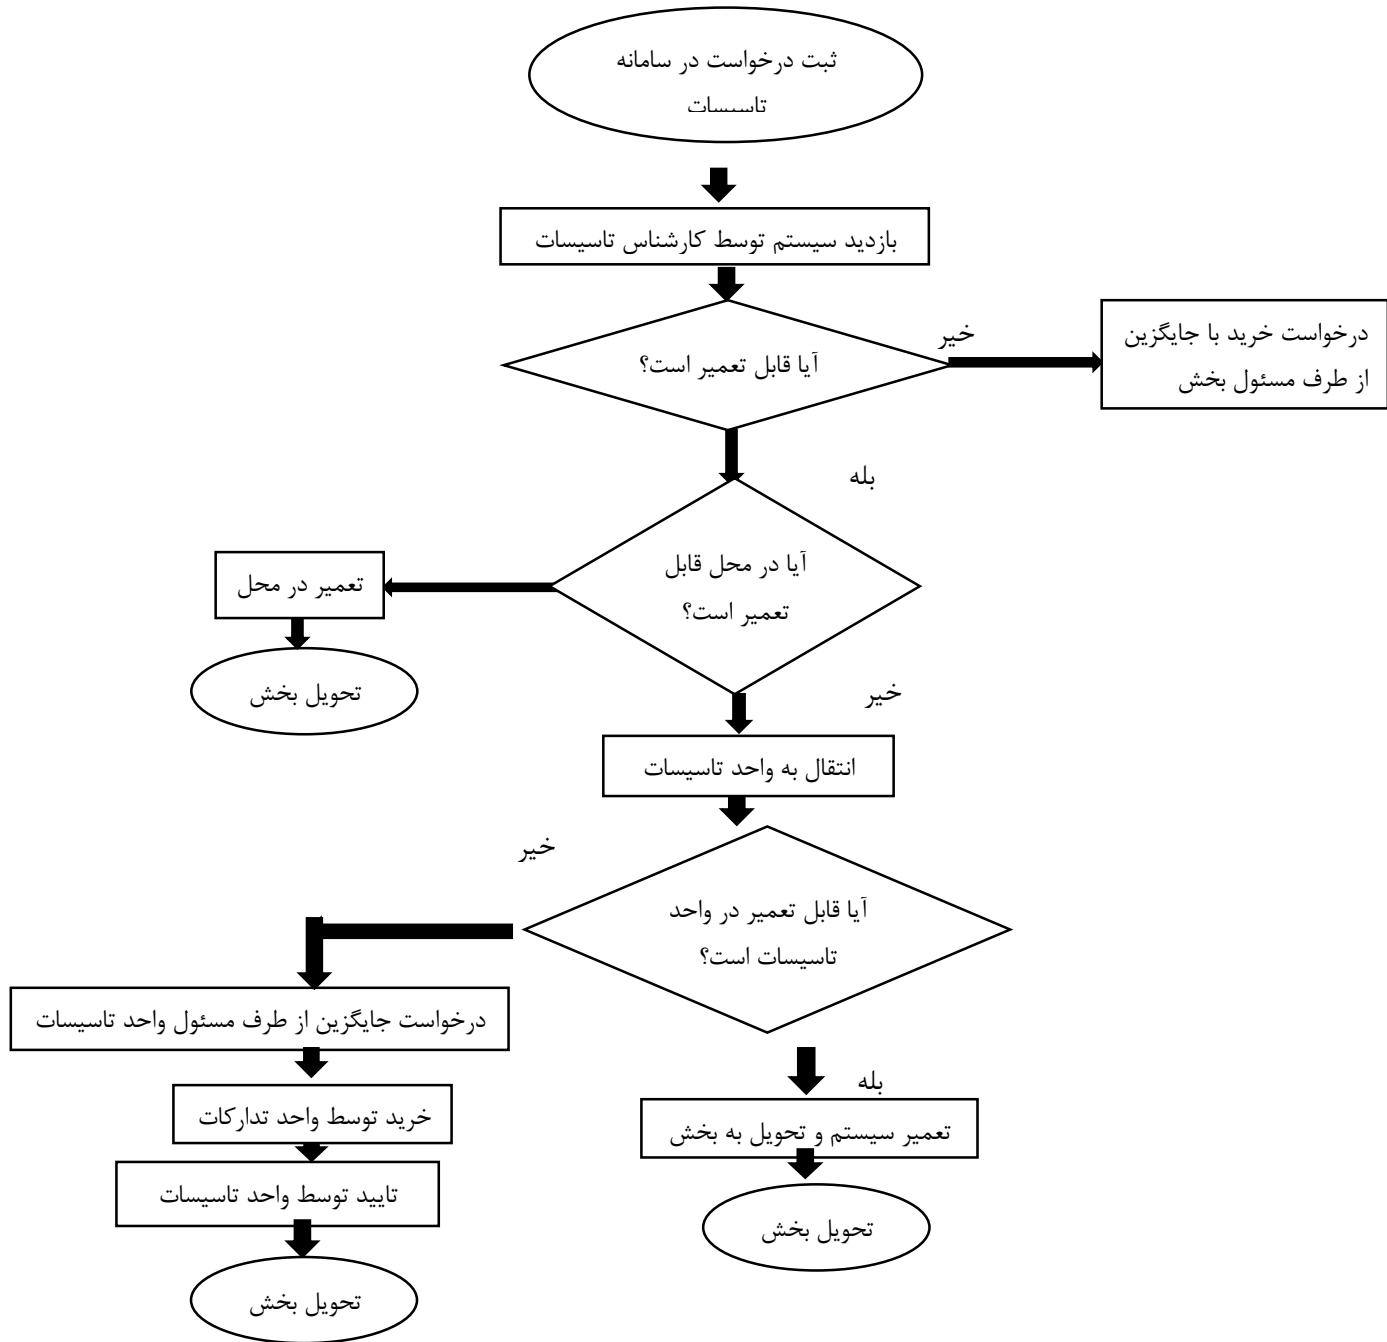 ثبت درخواست در سامانه
تاسیسات
بازدید سیستم توسط کارشناس تاسیسات
آیا قابل تعمیر است؟
خیر
درخواست خرید با جایگزین
از طرف مسئول بخش
بله
آیا در محل قابل
تعمیر است؟
تعمیر در محل
تحویل بخش
خیر
انتقال به واحد تاسیسات
خیر
آیا قابل تعمیر در واحد
تاسیسات است؟
درخواست جایگزین از طرف مسئول واحد تاسیسات
بله
خرید توسط واحد تدارکات
تعمیر سیستم و تحویل به بخش
تایید توسط واحد تاسیسات
تحویل بخش
تحویل بخش